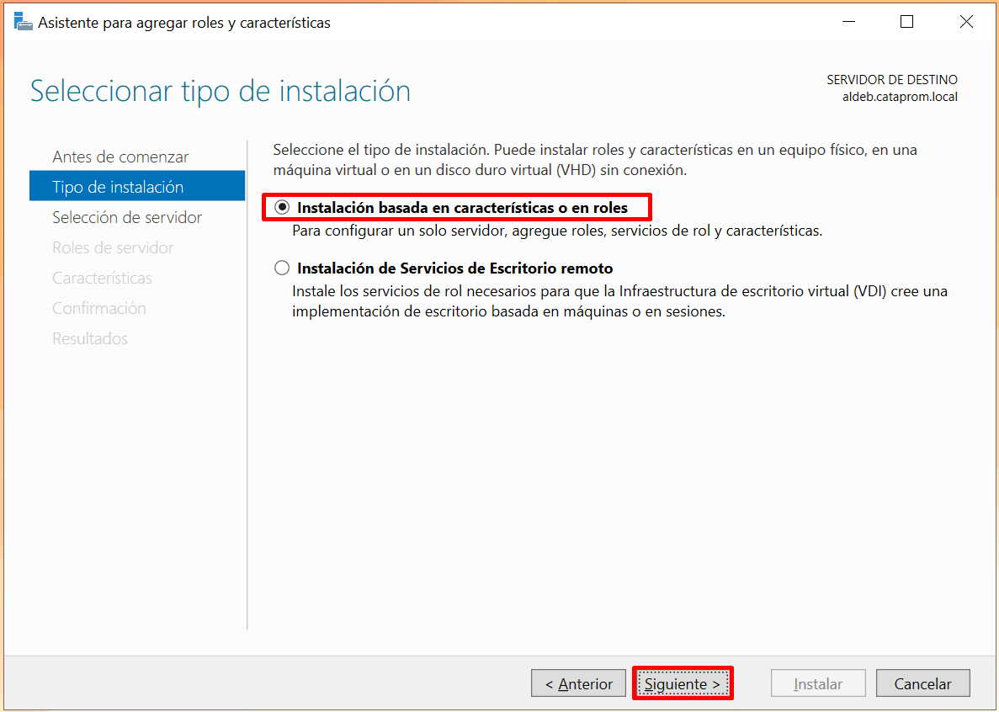 Asistente para agregar roles y características
Seleccionar tipo de instalación
SERVIDOR DE DESTINO
aldeb.cataprom.local
Antes de comenzar
Tipo de instalación
Selección de servidor
Roles de servidor
Características
Confirmación
Resultados
Seleccione el tipo de instalación. Puede instalar roles y características en un equipo físico, en una
máquina virtual o en un disco duro virtual (VHD) sin conexión.
Instalación basada en características o en roles
Para configurar un solo servidor, agregue roles, servicios de rol y características.
Instalación de Servicios de Escritorio remoto
Instale los servicios de rol necesarios para que la Infraestructura de escritorio virtual (VDI) cree una
implementación de escritorio basada en máquinas o en sesiones.
< Anterior
Siguiente >
Instalar
Cancelar